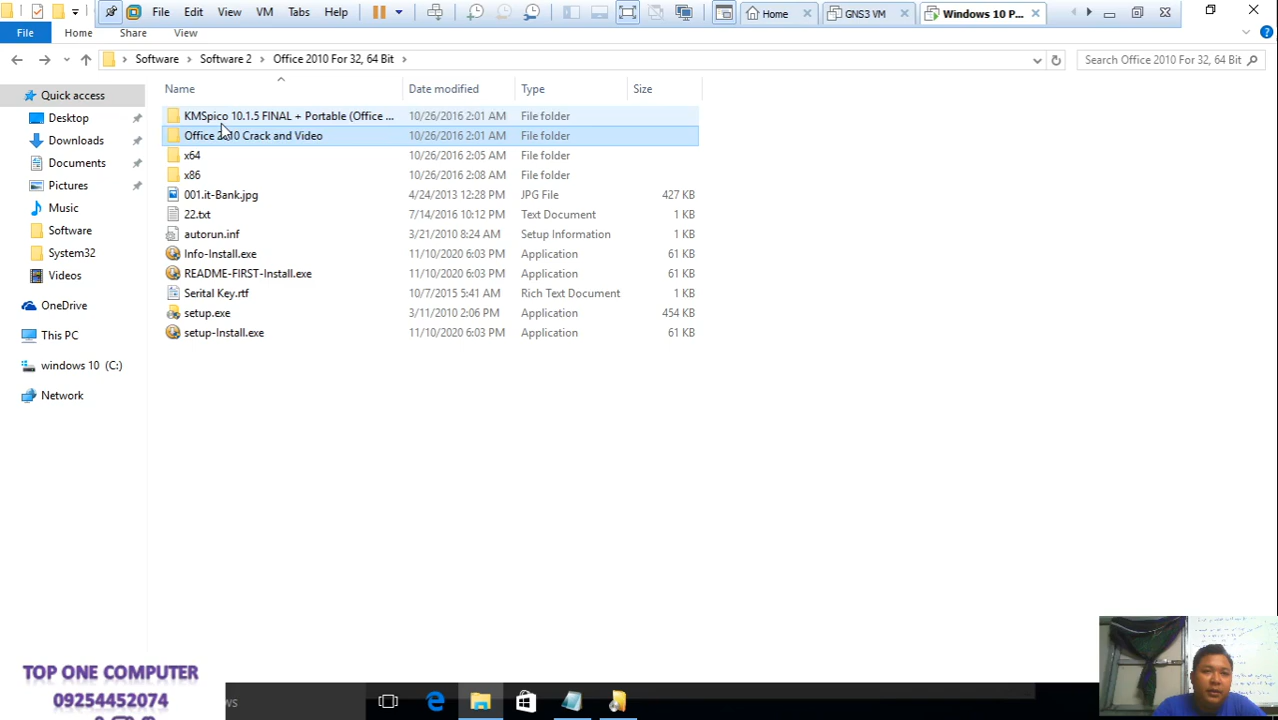 File Edit View VM Tabs Help Home GNS3 VM Windows 10 P...
File Home Share View
Software Software 2 Office 2010 For 32, 64 Bit Search Office 2010 For 32, 64 Bit
Name Date modified Type Size
Quick access
Desktop
Downloads
Documents
Pictures
Music
Software
System32
Videos
OneDrive
This PC
windows 10 (C:)
Network
KMSpico 10.1.5 FINAL + Portable (Office ... 10/26/2016 2:01 AM File folder
Office 2010 Crack and Video 10/26/2016 2:01 AM File folder
x64 10/26/2016 2:05 AM File folder
x86 10/26/2016 2:08 AM File folder
001.it-Bank.jpg 4/24/2013 12:28 PM JPG File 427 KB
22.txt 7/14/2016 10:12 PM Text Document 1 KB
autorun.inf 3/21/2010 8:24 AM Setup Information 1 KB
Info-Install.exe 11/10/2020 6:03 PM Application 61 KB
README-FIRST-Install.exe 11/10/2020 6:03 PM Application 61 KB
Serital Key.rtf 10/7/2015 5:41 AM Rich Text Document 1 KB
setup.exe 3/11/2010 2:06 PM Application 454 KB
setup-Install.exe 11/10/2020 6:03 PM Application 61 KB
TOP ONE COMPUTER
09254452074